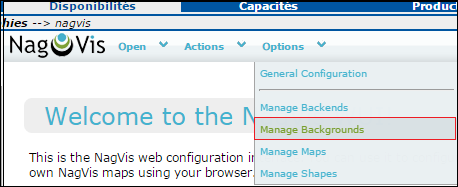 Disponibilités Capacités Produc
hies --> nagvis
NagVis Open Actions Options
General Configuration
Manage Backends
Manage Backgrounds
Manage Maps
Manage Shapes
Welcome to the N
This is the NagVis web configuration in
own NagVis maps using your browser.